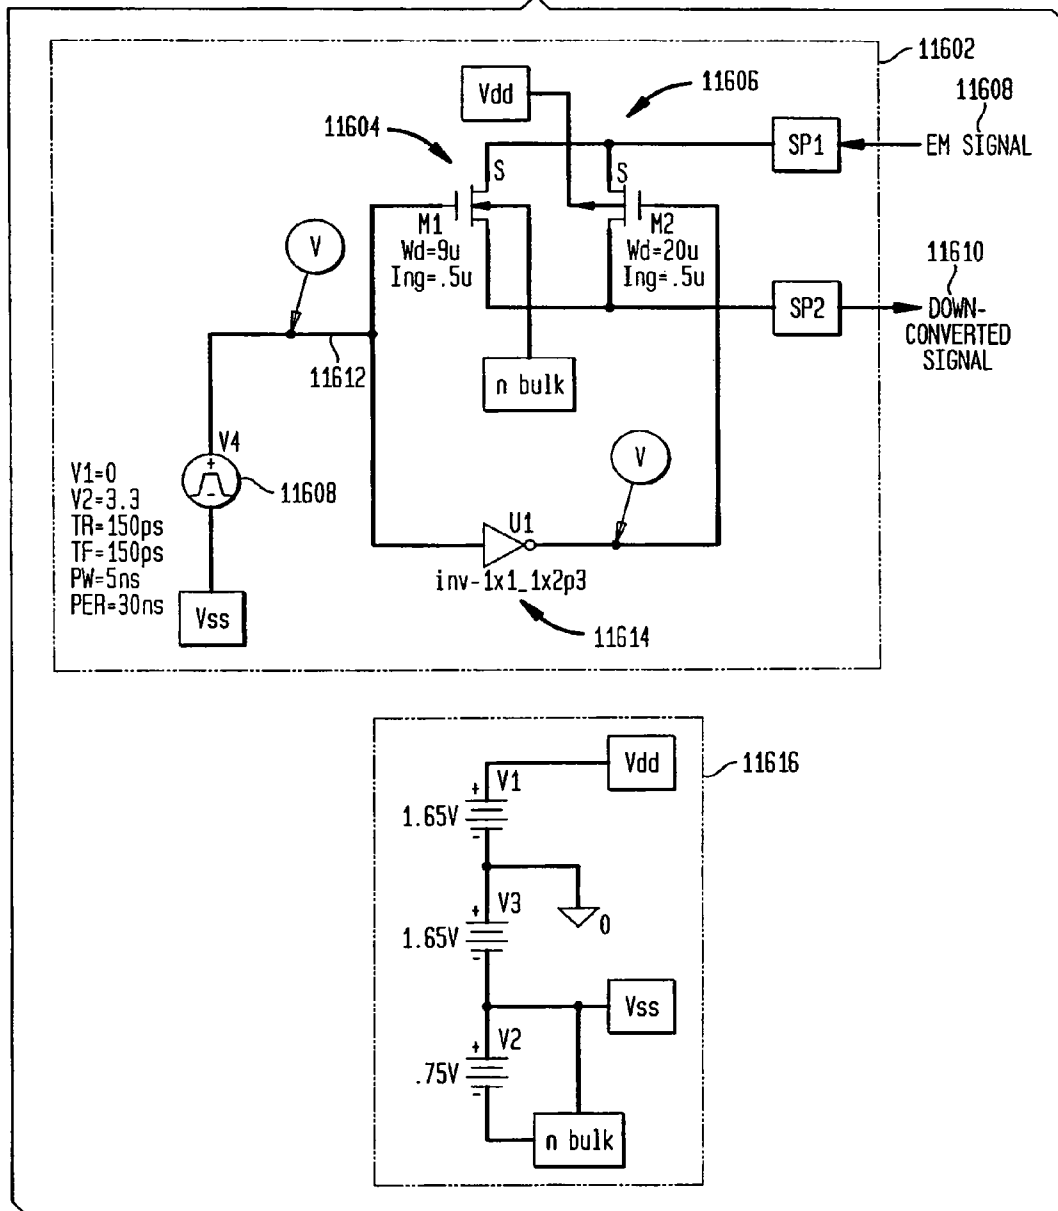 11602
Vdd
11606
11608
11604
SP1
EM SIGNAL
S
S
M1
Wd=9u
lng=.5u
M2
Wd=20u
lng=.5u
V
11610
SP2
DOWN-
CONVERTED
SIGNAL
11612
n bulk
V4
+
-
11608
V1=0
V2=3.3
TR=150ps
TF=150ps
PW=5ns
PER=30ns
V
U1
inv-1x1_1x2p3
Vss
11614
Vdd
11616
+ V1
1.65V
-
+ V3
1.65V
-
0
Vss
+ V2
.75V
-
n bulk